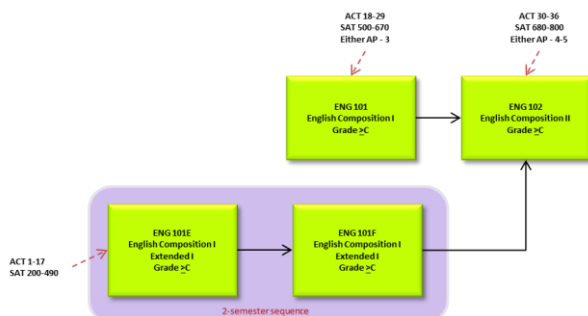 ACT 18-29
SAT 500-670
Either AP - 3
ACT 30-36
SAT 680-800
Either AP - 4-5
ENG 101
English Composition I
Grade ≥C
ENG 102
English Composition II
Grade ≥C
ACT 1-17
SAT 200-490
ENG 101E
English Composition I
Extended I
Grade ≥C
ENG 101F
English Composition I
Extended I
Grade ≥C
2-semester sequence